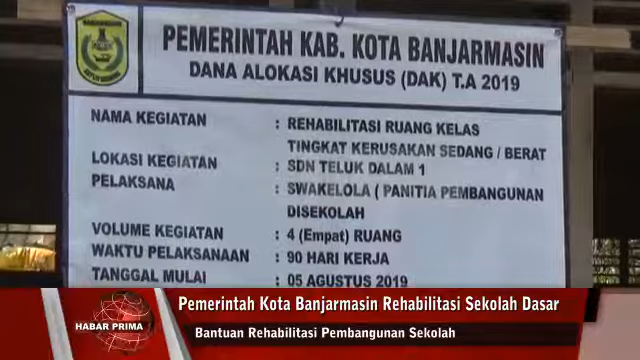 PEMERINTAH KAB. KOTA BANJARMASIN
DANA ALOKASI KHUSUS (DAK) T.A 2019
NAMA KEGIATAN : REHABILITASI RUANG KELAS
TINGKAT KERUSAKAN SEDANG / BERAT
LOKASI KEGIATAN : SDN TELUK DALAM 1
PELAKSANA : SWAKELOLA ( PANITIA PEMBANGUNAN
DISEKOLAH
VOLUME KEGIATAN : 4 (Empat) RUANG
WAKTU PELAKSANAAN : 90 HARI KERJA
TANGGAL MULAI : 05 AGUSTUS 2019
HABAR PRIMA
Pemerintah Kota Banjarmasin Rehabilitasi Sekolah Dasar
Bantuan Rehabilitasi Pembangunan Sekolah